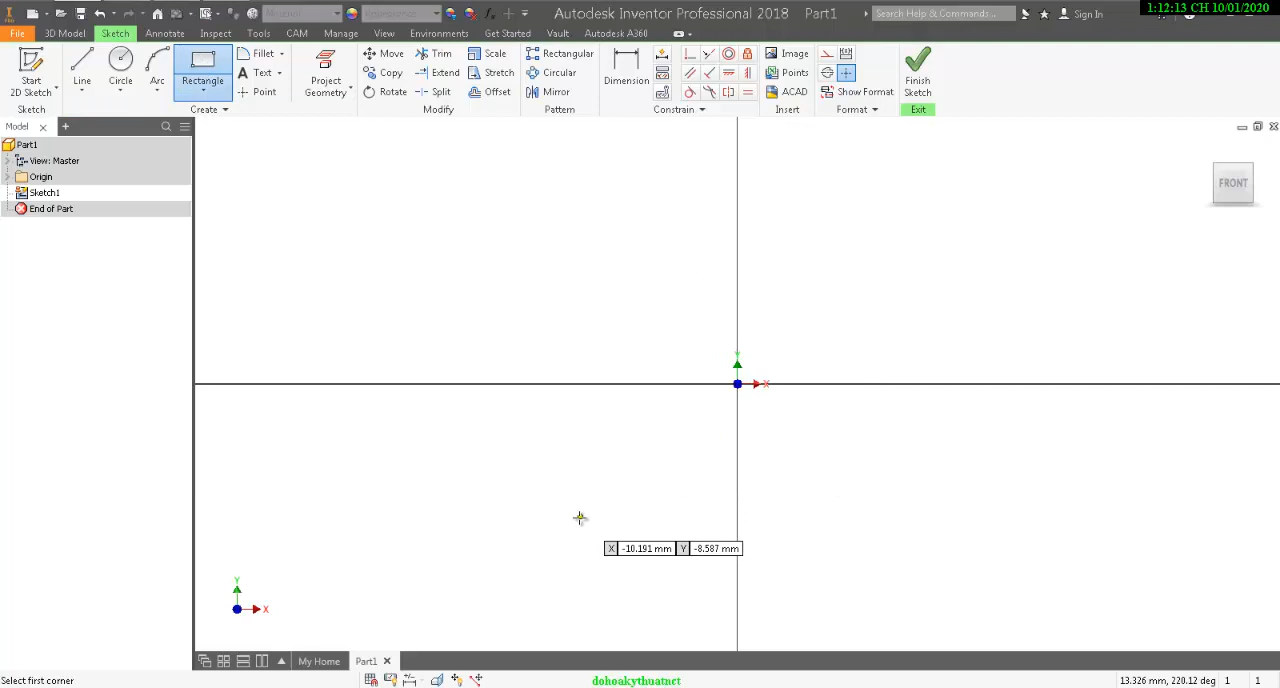 Autodesk Inventor Professional 2018 Part1
Search Help & Commands...
Sign In
1:12:13 CH 10/01/2020
File 3D Model Sketch Annotate Inspect Tools CAM Manage View Environments Get Started Vault Autodesk A360
Start
2D Sketch
Line
Circle
Arc
Rectangle
Fillet
Text
Point
Project
Geometry
Move
Copy
Rotate
Trim
Extend
Split
Scale
Stretch
Offset
Rectangular
Circular
Mirror
Dimension
Image
Points
ACAD
Show Format
Finish
Sketch
Sketch Create Modify Pattern Constrain Insert Format Exit
Model
Part1
View: Master
Origin
Sketch1
End of Part
FRONT
Y
X
X -10.191 mm Y -8.587 mm
Y
X
My Home Part1
Select first corner
dohoakythuatnet
13.326 mm, 220.12 deg 1 1